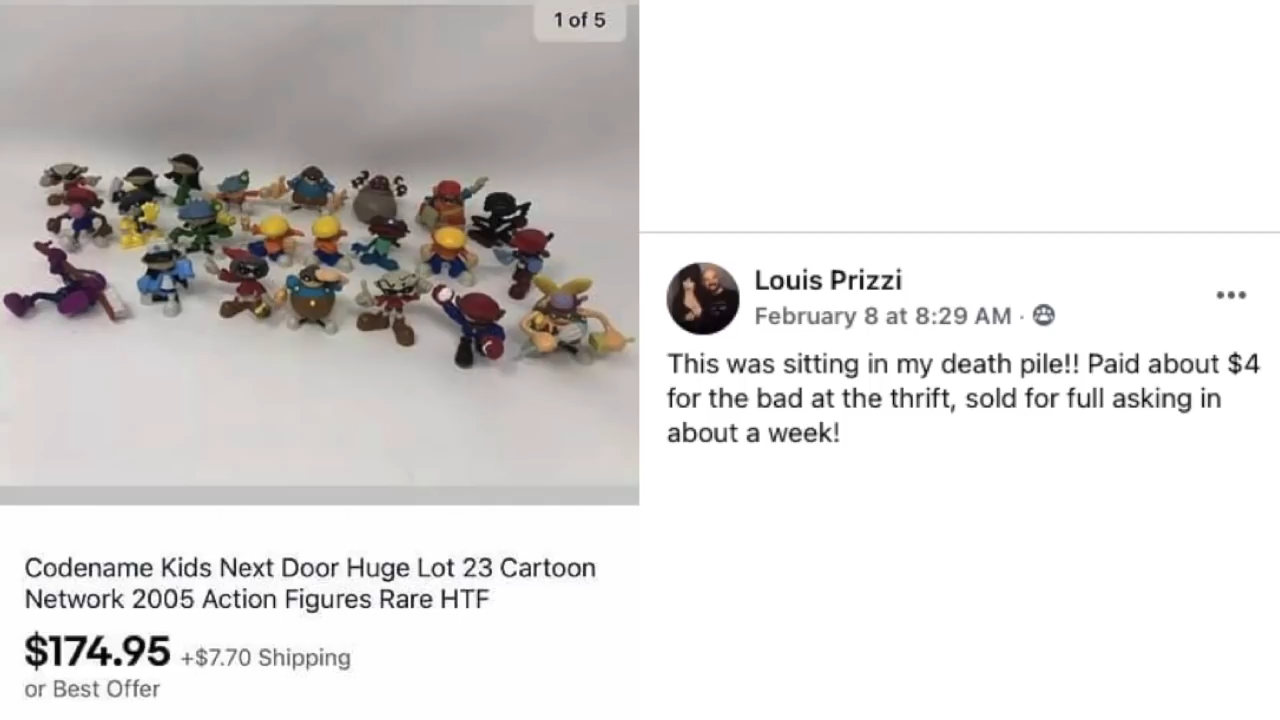 1 of 5
Codename Kids Next Door Huge Lot 23 Cartoon
Network 2005 Action Figures Rare HTF
$174.95 +$7.70 Shipping
or Best Offer
Louis Prizzi
February 8 at 8:29 AM ·
This was sitting in my death pile!! Paid about $4
for the bad at the thrift, sold for full asking in
about a week!